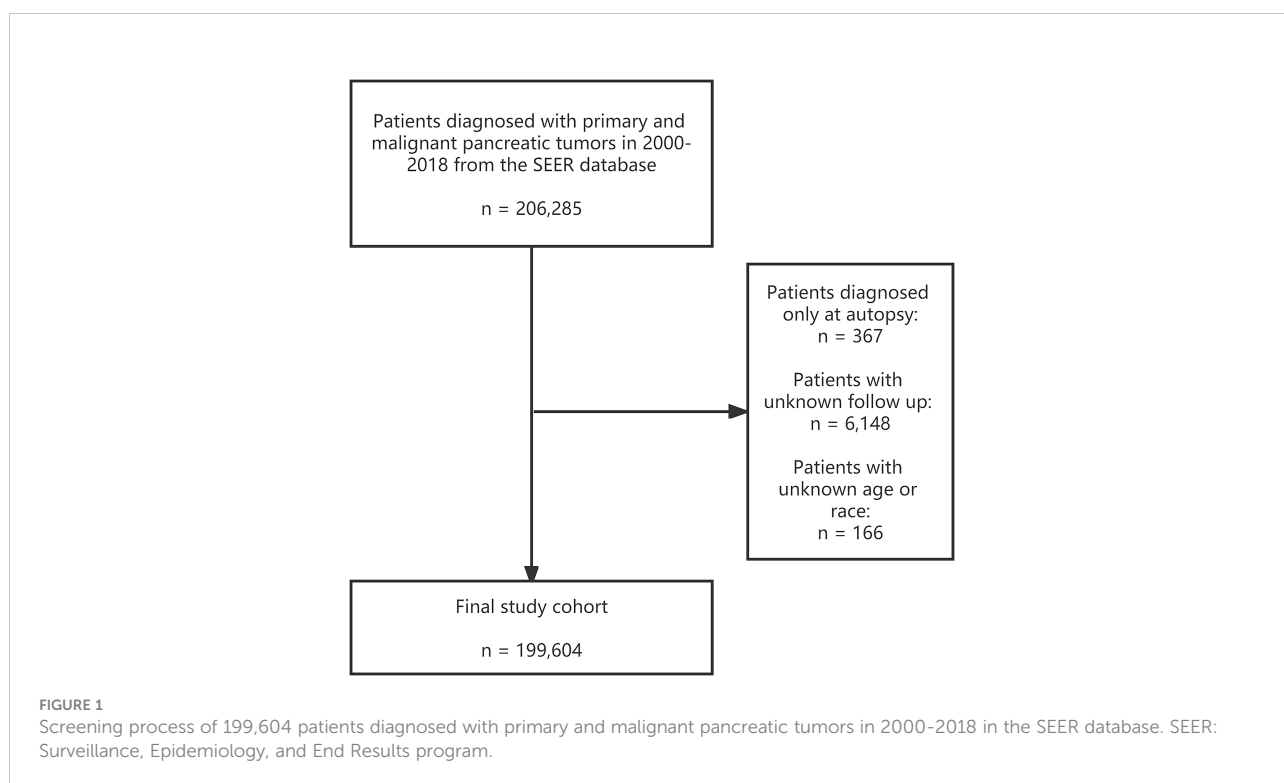 Patients diagnosed with primary and
malignant pancreatic tumors in 2000-
2018 from the SEER database
n = 206,285
Patients diagnosed
only at autopsy:
n = 367
Patients with
unknown follow up:
n = 6,148
Patients with
unknown age or
race:
n = 166
Final study cohort
n = 199,604
FIGURE 1
Screening process of 199,604 patients diagnosed with primary and malignant pancreatic tumors in 2000-2018 in the SEER database. SEER:
Surveillance, Epidemiology, and End Results program.